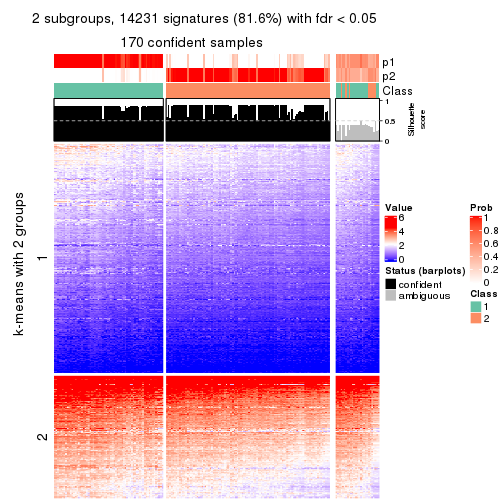 2 subgroups, 14231 signatures (81.6%) with fdr < 0.05
170 confident samples
p1
p2
Class
1
0.5
0
Silhouette
score
k-means with 2 groups
1
2
Value
6
4
2
0
Status (barplots)
confident
ambiguous
Prob
1
0.8
0.6
0.4
0.2
0
Class
1
2